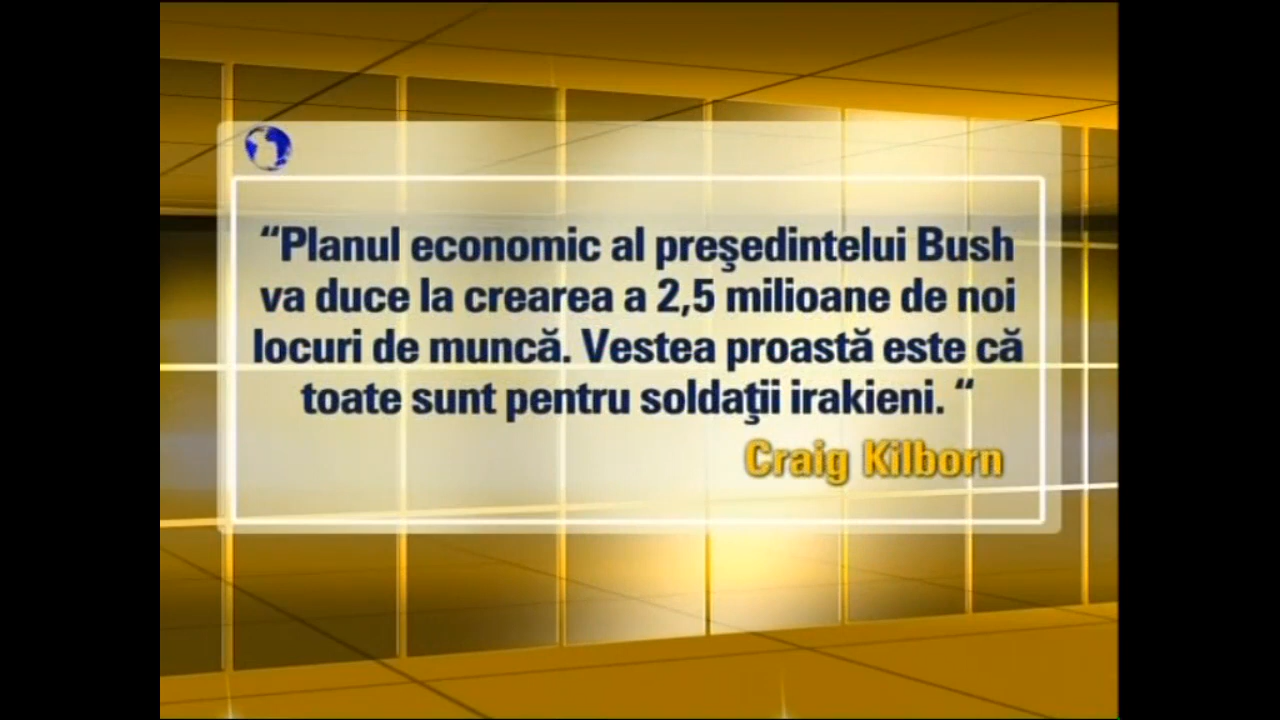 “Planul economic al preşedintelui Bush
va duce la crearea a 2,5 milioane de noi
locuri de muncă. Vestea proastă este că
toate sunt pentru soldaţii irakieni. “
Craig Kilborn